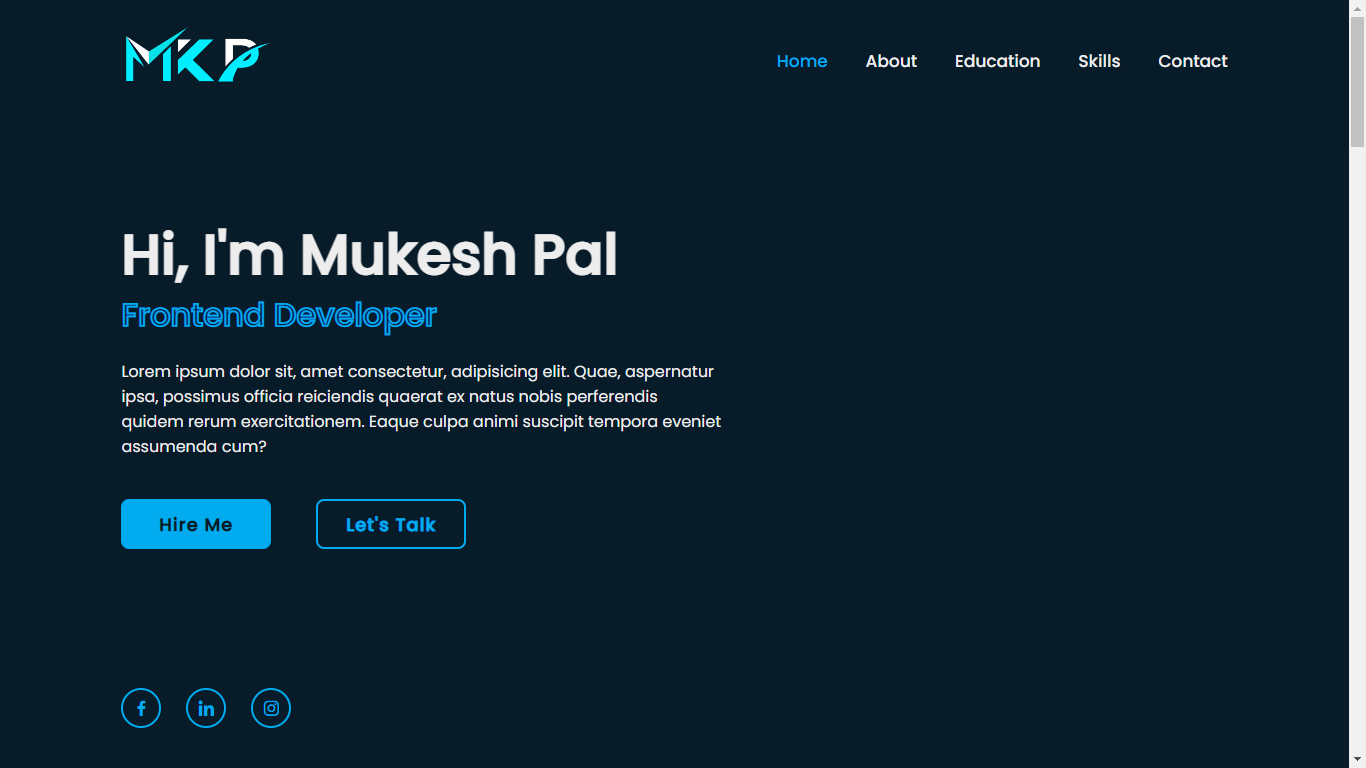 MKP
Home About Education Skills Contact
Hi, I'm Mukesh Pal
Frontend Developer
Lorem ipsum dolor sit, amet consectetur, adipisicing elit. Quae, aspernatur
ipsa, possimus officia reiciendis quaerat ex natus nobis perferendis
quidem rerum exercitationem. Eaque culpa animi suscipit tempora eveniet
assumenda cum?
Hire Me Let's Talk